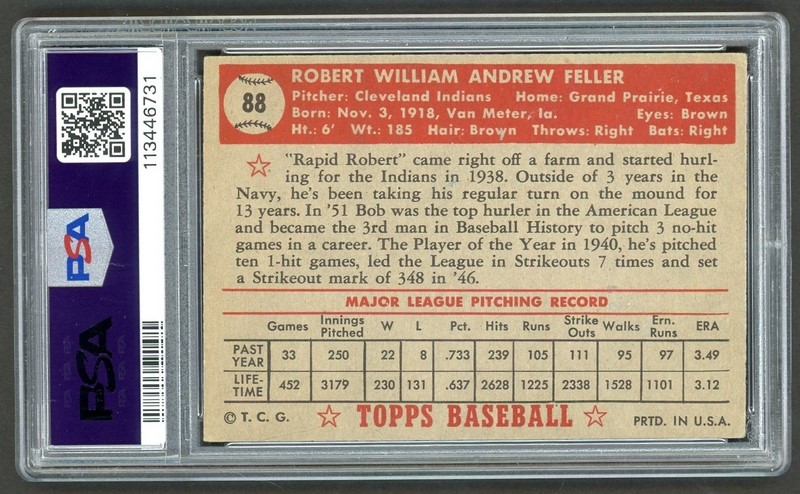 88
ROBERT WILLIAM ANDREW FELLER
Pitcher: Cleveland Indians Home: Grand Prairie, Texas
Born: Nov. 3, 1918, Van Meter, Ia. Eyes: Brown
Ht.: 6' Wt.: 185 Hair: Brown Throws: Right Bats: Right
"Rapid Robert" came right off a farm and started hurl-
ing for the Indians in 1938. Outside of 3 years in the
Navy, he's been taking his regular turn on the mound for
13 years. In '51 Bob was the top hurler in the American League
and became the 3rd man in Baseball History to pitch 3 no-hit
games in a career. The Player of the Year in 1940, he's pitched
ten 1-hit games, led the League in Strikeouts 7 times and set
a Strikeout mark of 348 in '46.
MAJOR LEAGUE PITCHING RECORD
Games Innings Pitched W L Pct. Hits Runs Strike Outs Walks Ern. Runs ERA
PAST YEAR 33 250 22 8 .733 239 105 111 95 97 3.49
LIFE-TIME 452 3179 230 131 .637 2628 1225 2338 1528 1101 3.12
© T. C. G. TOPPS BASEBALL PRTD. IN U.S.A.
113446731
PSA
PSA